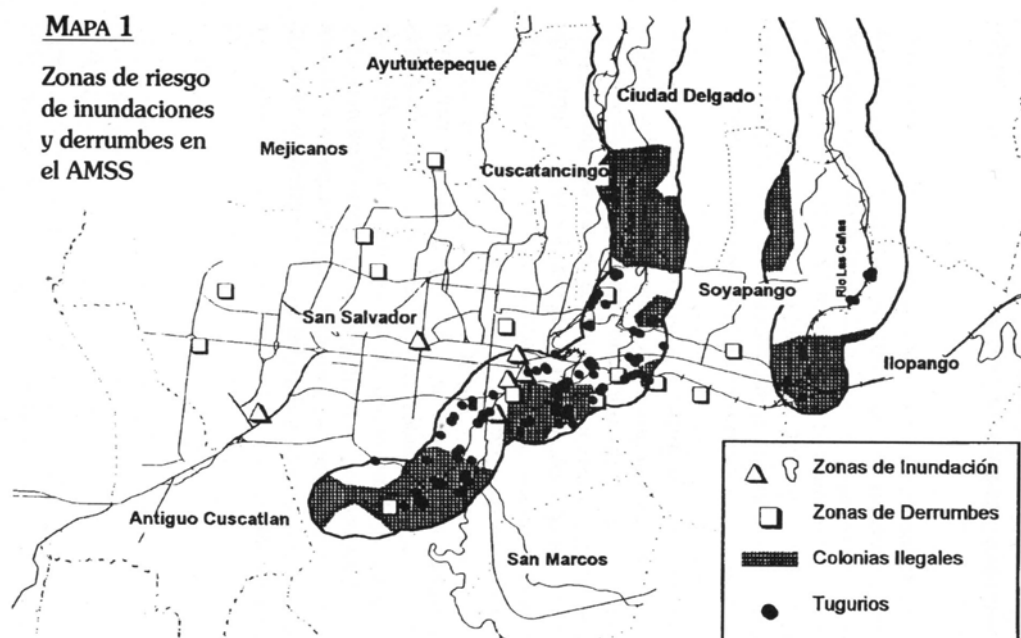 MAPA 1
Zonas de riesgo
de inundaciones
y derrumbes en
el AMSS
Ayutuxtepeque
Ciudad Delgado
Mejicanos
Cuscatancingo
Rio Las Cañas
Soyapango
San Salvador
Ilopango
Antiguo Cuscatlan
San Marcos
Zonas de Inundación
Zonas de Derrumbes
Colonias Ilegales
Tugurios